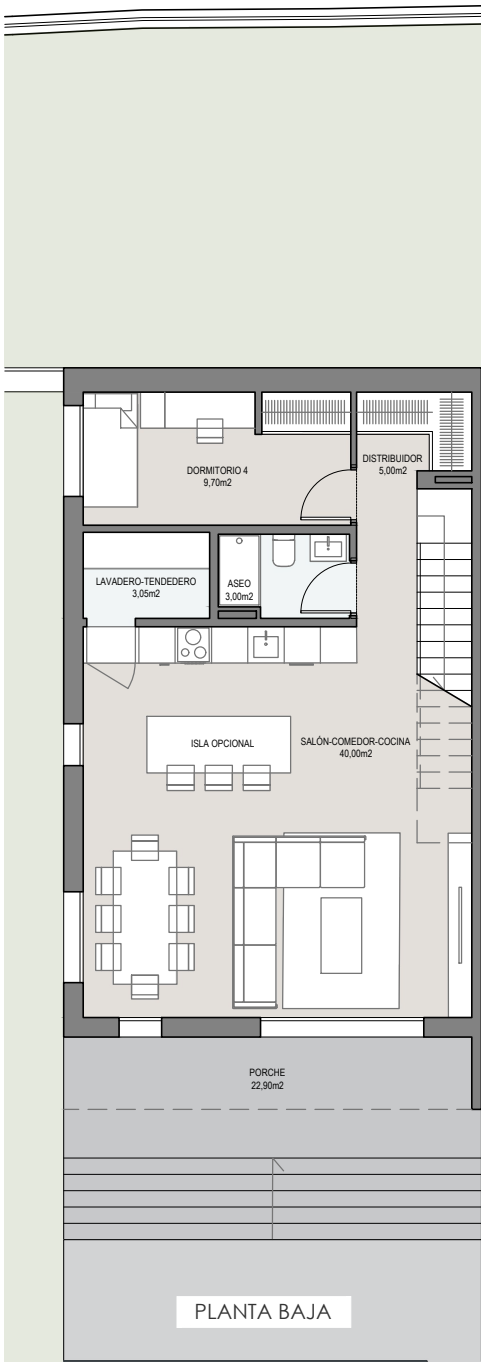 DORMITORIO 4
9,70m2
DISTRIBUIDOR
5,00m2
LAVADERO-TENDEDERO
3,05m2
ASEO
3,00m2
ISLA OPCIONAL
SALÓN-COMEDOR-COCINA
40,00m2
PORCHE
22,90m2
PLANTA BAJA